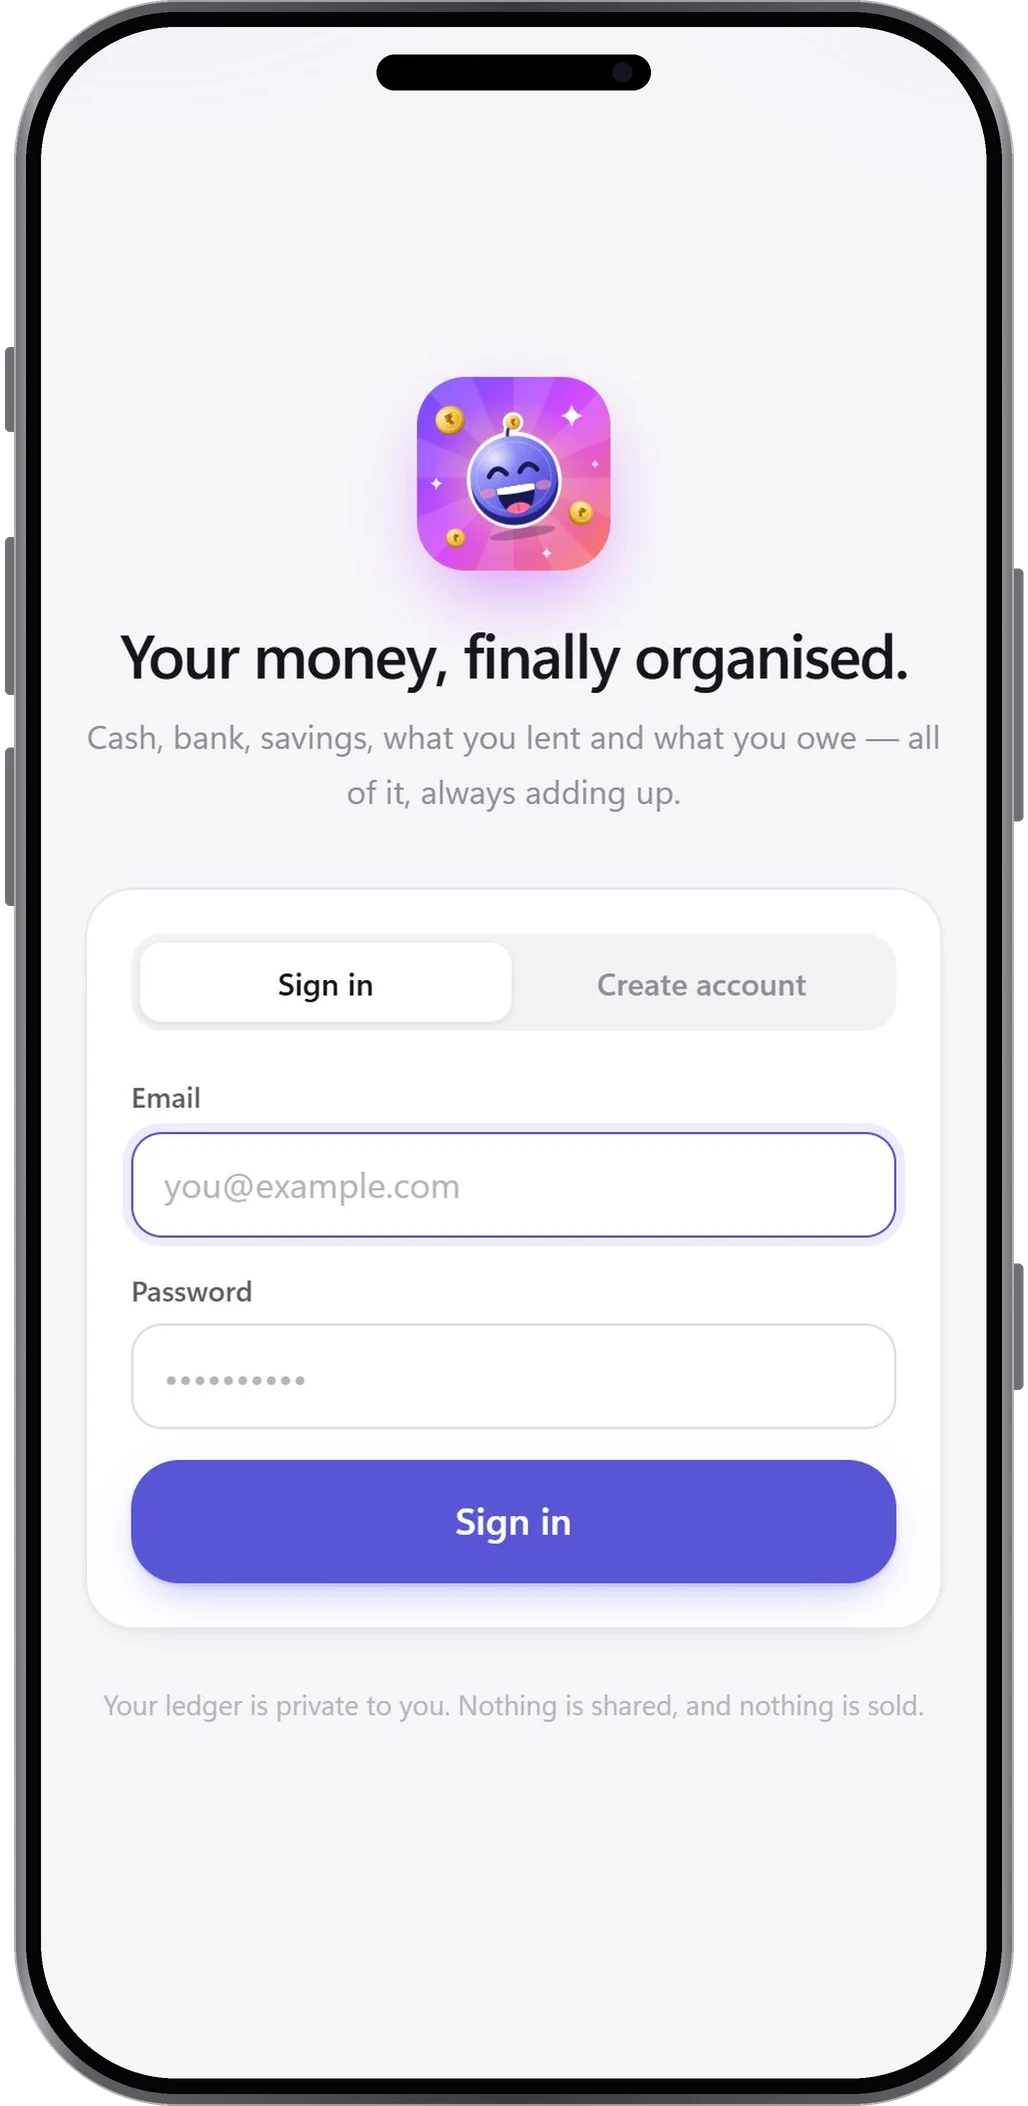 Your money, finally organised.
Cash, bank, savings, what you lent and what you owe — all
of it, always adding up.
Sign in
Create account
Email
you@example.com
Password
••••••••••
Sign in
Your ledger is private to you. Nothing is shared, and nothing is sold.